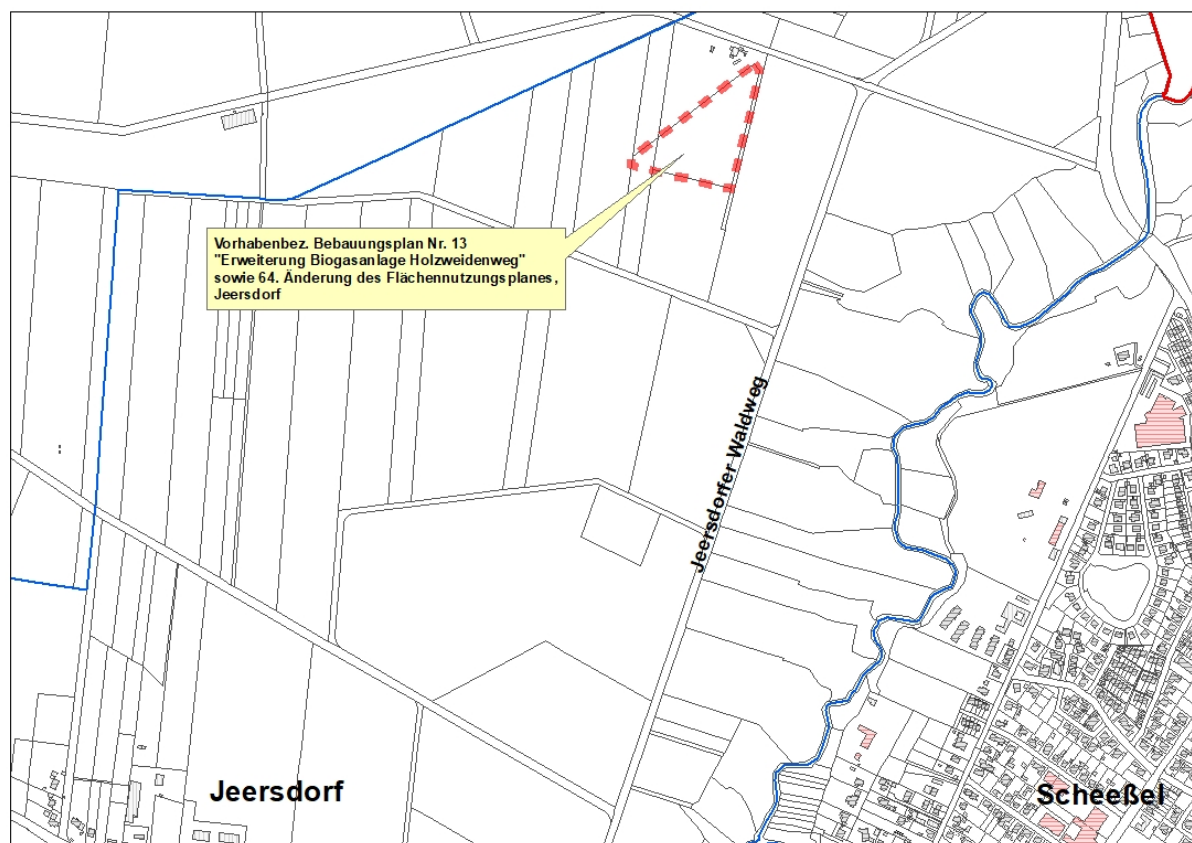 Vorhabenbez. Bebauungsplan Nr. 13
"Erweiterung Biogasanlage Holzweidenweg"
sowie 64. Änderung des Flächennutzungsplanes,
Jeersdorf
Jeersdorfer Waldweg
Jeersdorf
Scheeßel